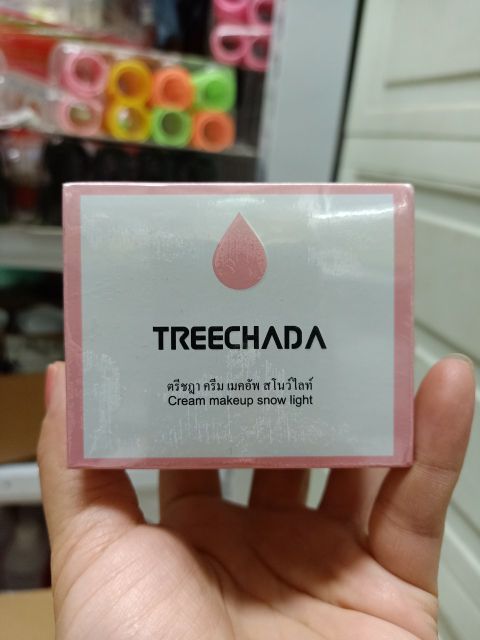 TREECHADA
ตรีชฎา ครีม เมคอัพ สโนว์ไลท์
Cream makeup snow light